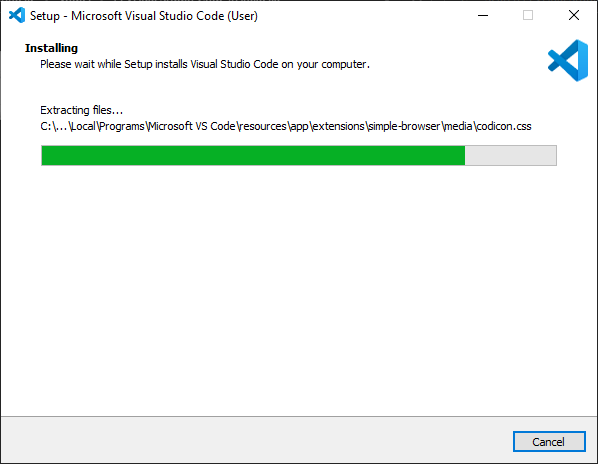 Setup - Microsoft Visual Studio Code (User)
Installing
Please wait while Setup installs Visual Studio Code on your computer.
Extracting files...
C:\...\Local\Programs\Microsoft VS Code\resources\app\extensions\simple-browser\media\codicon.css
Cancel